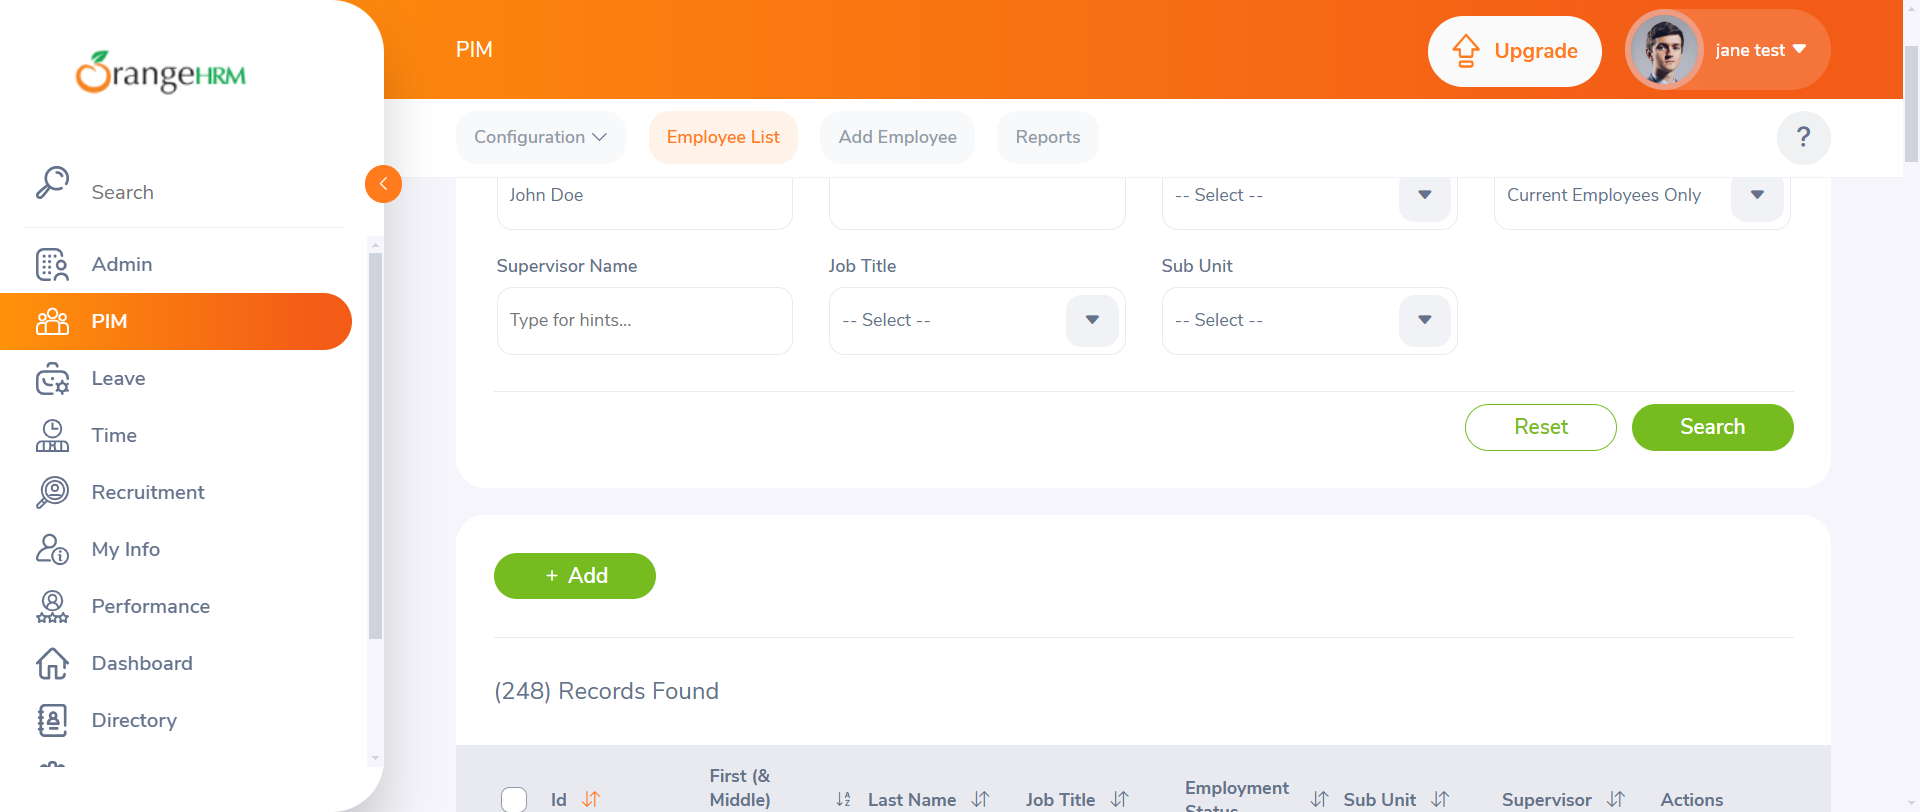 OrangeHRM
PIM
Upgrade
jane test
Configuration
Employee List
Add Employee
Reports
?
Search
Admin
PIM
Leave
Time
Recruitment
My Info
Performance
Dashboard
Directory
John Doe
-- Select --
Current Employees Only
Supervisor Name
Job Title
Sub Unit
Type for hints...
-- Select --
-- Select --
Reset
Search
+ Add
(248) Records Found
Id
First (&
Middle)
Last Name
Job Title
Employment
Status
Sub Unit
Supervisor
Actions